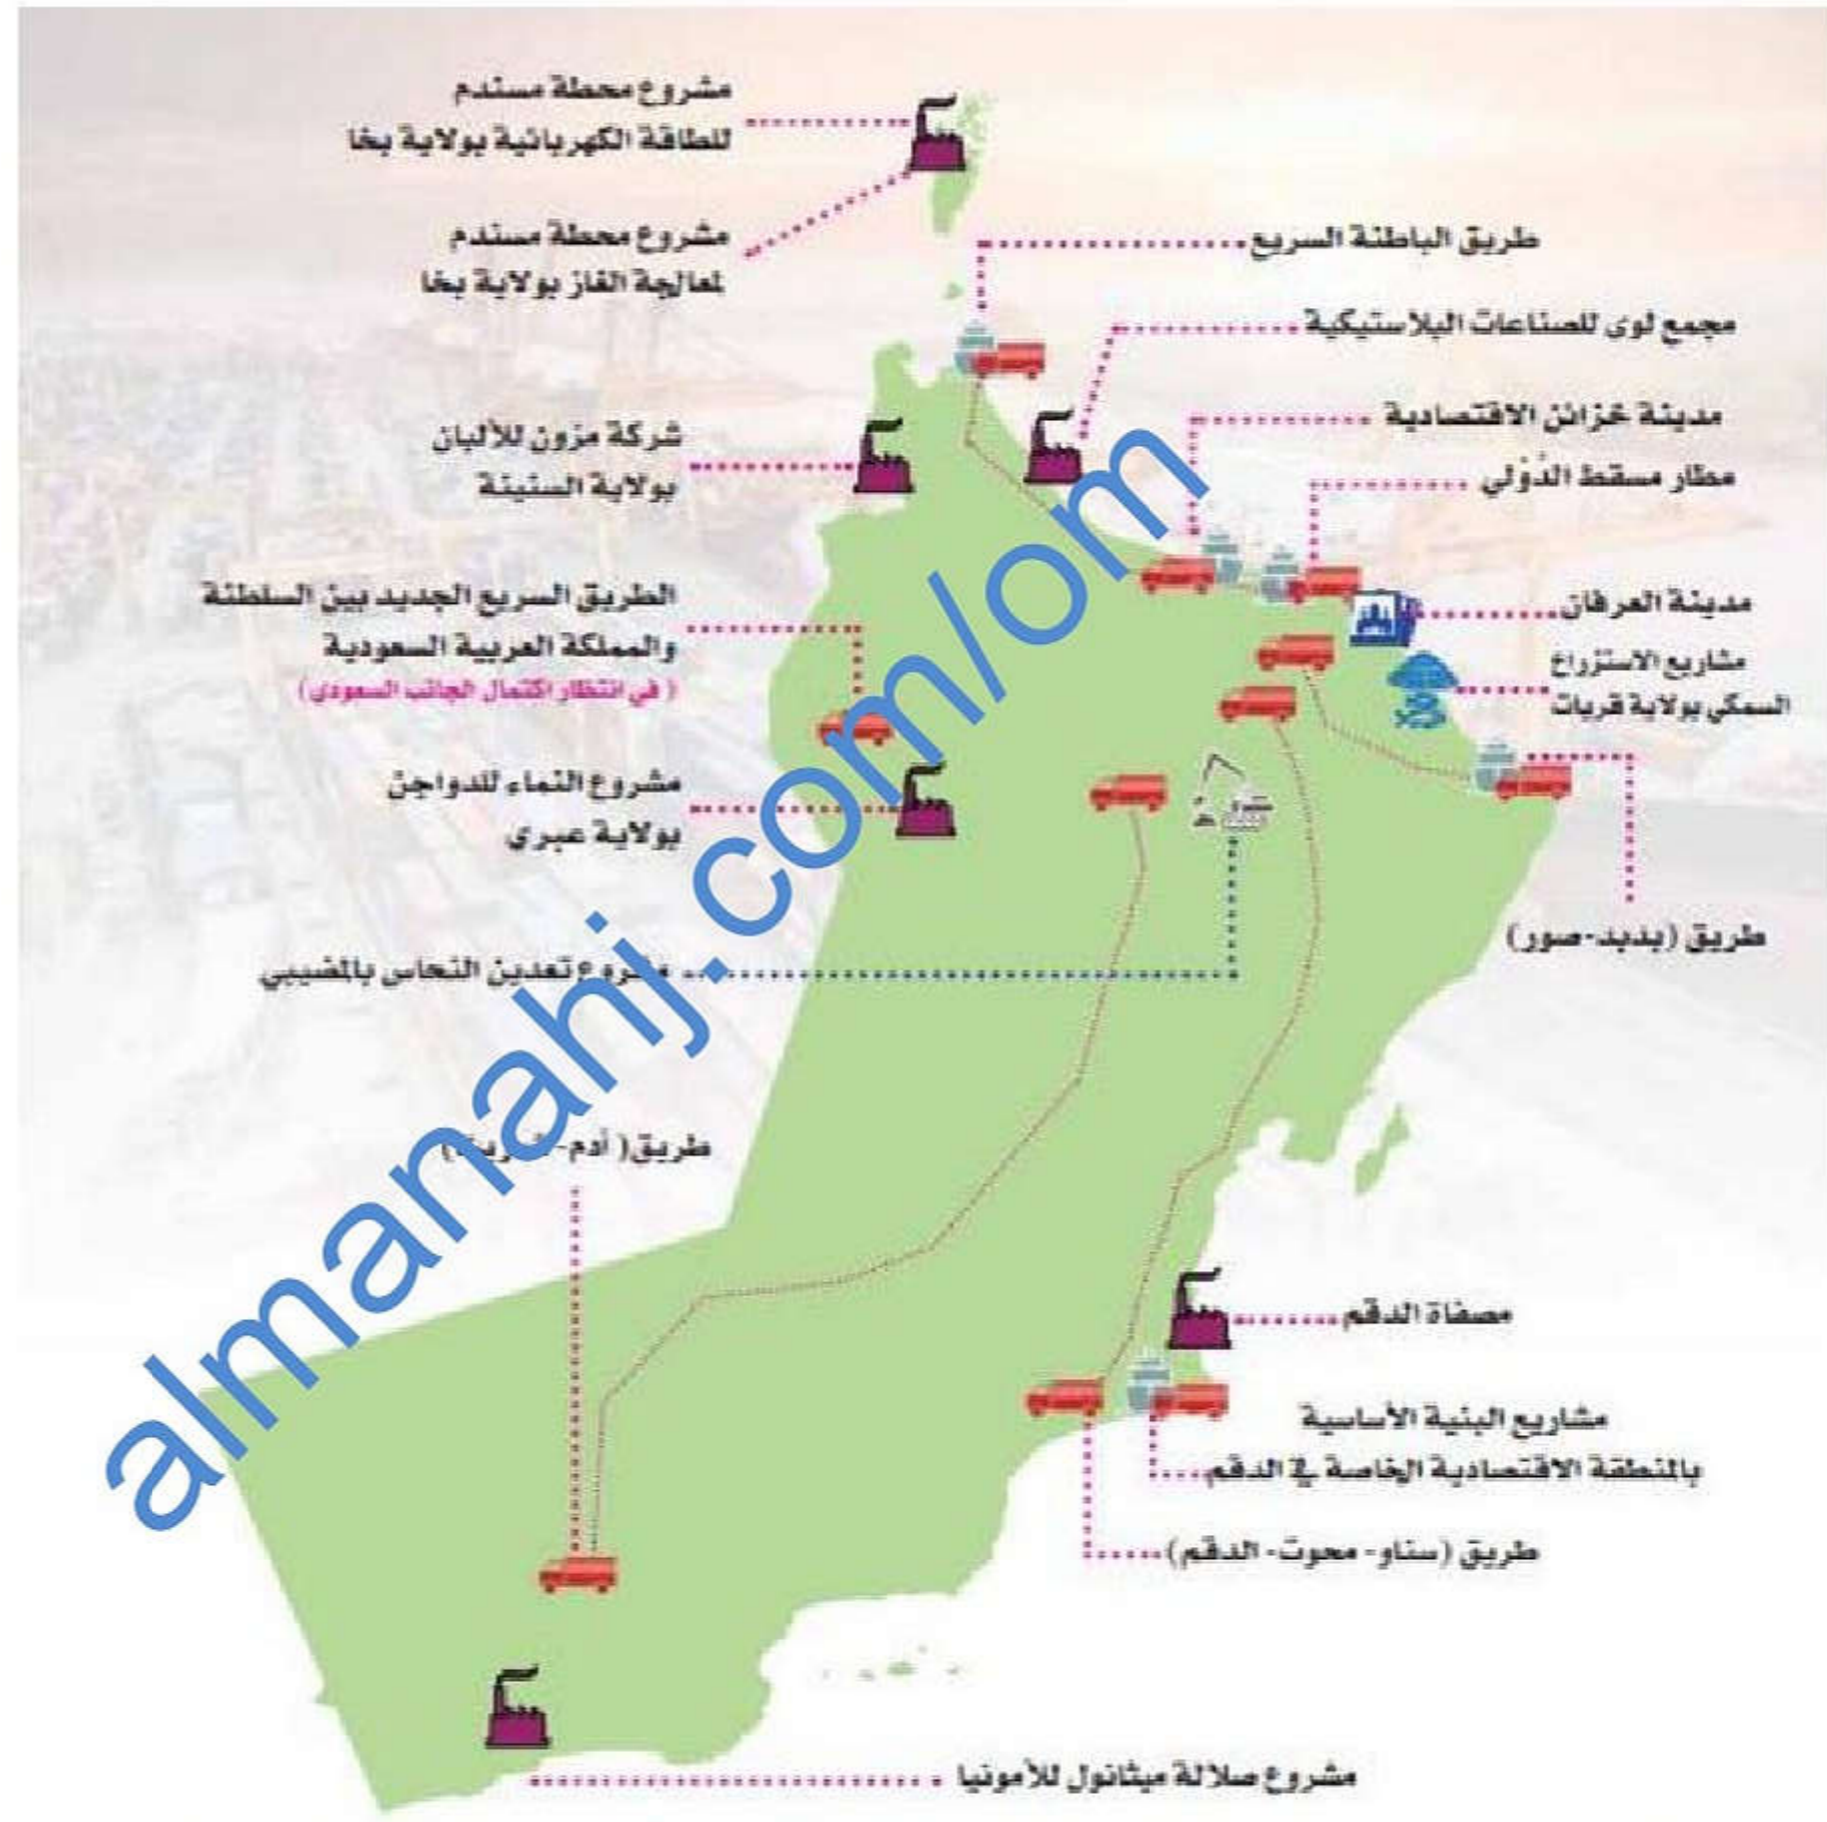 مشروع محطة مسندم
للطاقة الكهربائية بولاية بخا
مشروع محطة مسندم
لمعالجة الغاز بولاية بخا
طريق الباطنة السريع
مجمع لوى للصناعات البلاستيكية
مدينة خزائن الاقتصادية
شركة مزون للألبان
بولاية السنينة
مطار مسقط الدُّوَلي
الطريق السريع الجديد بين السلطنة
والمملكة العربية السعودية
( في انتظار اكتمال الجانب السعودي )
مدينة العرفان
مشاريع الاستزراع
السمكي بولاية قريات
مشروع النماء للدواجن
بولاية عبري
طريق (بدبد-صور)
مشروع تعدين النحاس بالمضيبي
طريق( أدم-
مصفاة الدقم
مشاريع البنية الأساسية
بالمنطقة الاقتصادية الخاصة في الدقم
طريق (سناو- محوت- الدقم)
مشروع صلالة ميثانول للأمونيا
almanahj.com/om